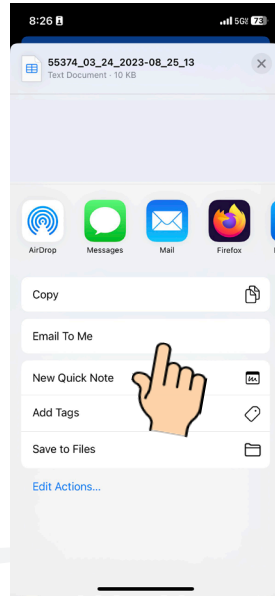 8:26
5G 73
55374_03_24_2023-08_25_13
Text Document · 10 KB
AirDrop Messages Mail Firefox
Copy
Email To Me
New Quick Note
Add Tags
Save to Files
Edit Actions...